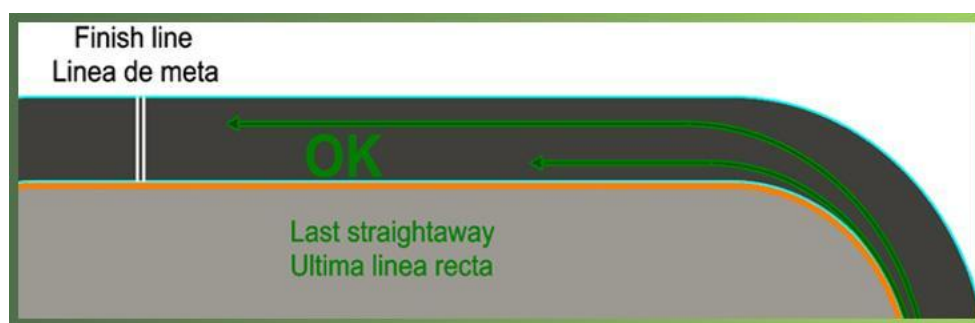 Finish line
Linea de meta
OK
Last straightaway
Ultima linea recta